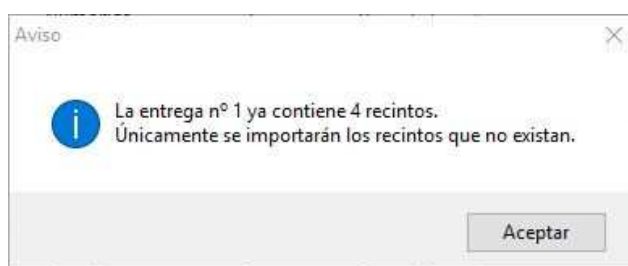 Aviso
La entrega nº 1 ya contiene 4 recintos.
Únicamente se importarán los recintos que no existan.
Aceptar